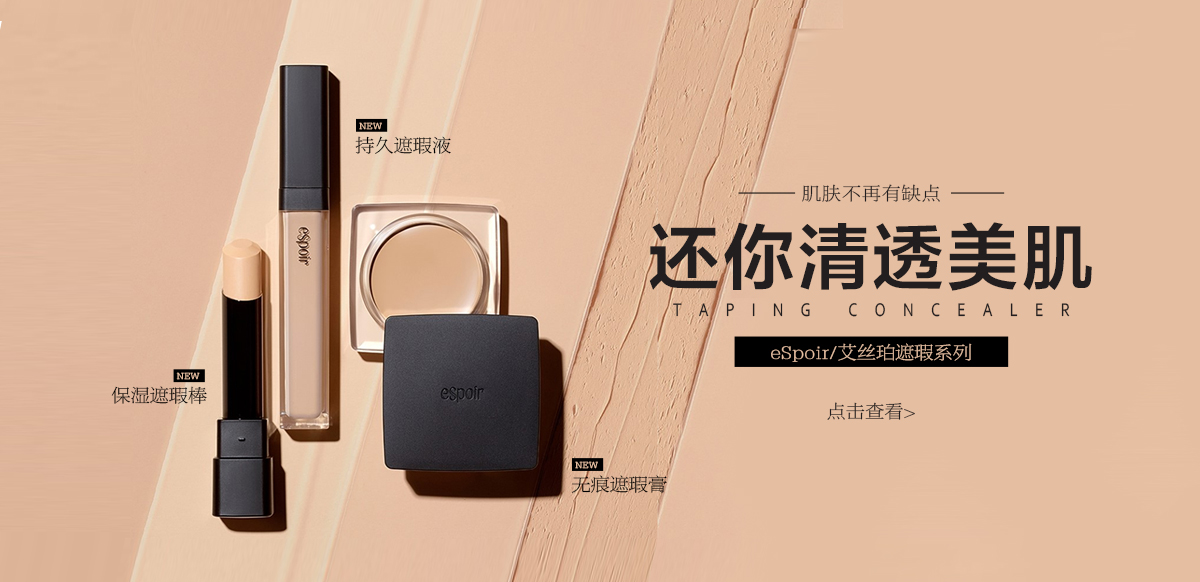 NEW
持久遮瑕液
eSpoir
NEW
保湿遮瑕棒
eSpoir
NEW
无痕遮瑕膏
肌肤不再有缺点
还你清透美肌
TAPING CONCEALER
eSpoir/艾丝珀遮瑕系列
点击查看>